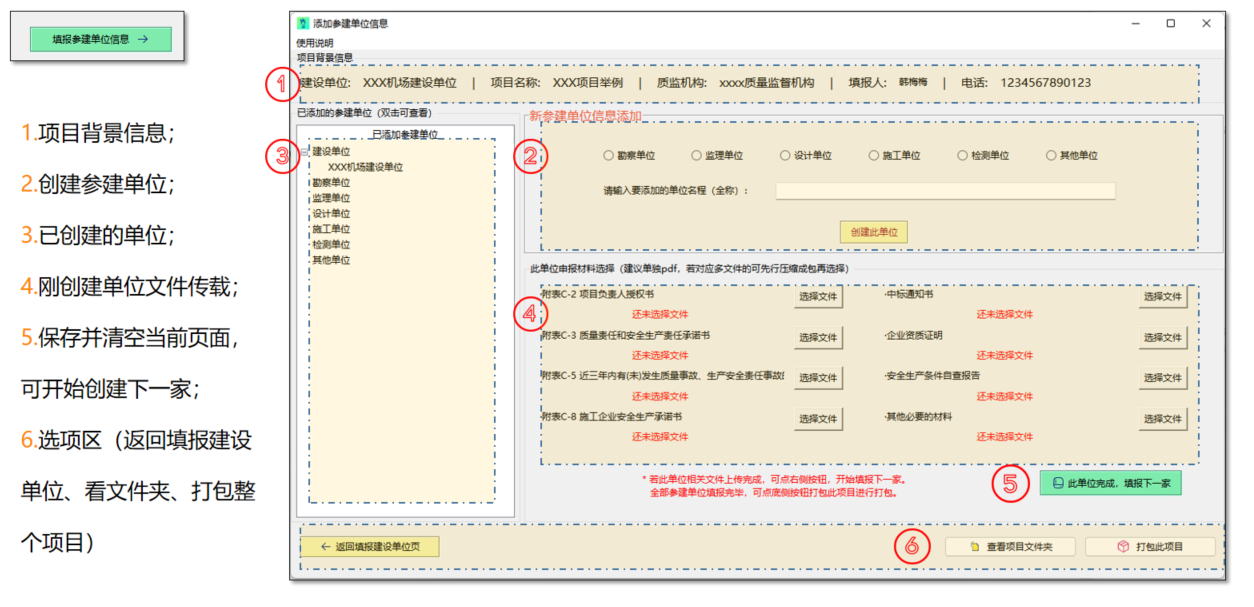 填报参建单位信息 →
1.项目背景信息；
2.创建参建单位；
3.已创建的单位；
4.刚创建单位文件传载；
5.保存并清空当前页面，
可开始创建下一家；
6.选项区（返回填报建设
单位、看文件夹、打包整
个项目）
添加参建单位信息
使用说明
项目背景信息
① 建设单位: XXX机场建设单位 | 项目名称: XXX项目举例 | 质监机构: xxxx质量监督机构 | 填报人: 韩梅梅 | 电话: 1234567890123
已添加的参建单位（双击可查看）
已添加参建单位
③ 建设单位
XXX机场建设单位
勘察单位
监理单位
设计单位
施工单位
检测单位
其他单位
新参建单位信息添加
② 勘察单位 监理单位 设计单位 施工单位 检测单位 其他单位
请输入要添加的单位名程（全称）：
创建此单位
此单位申报材料选择（建议单独pdf，若对应多文件的可先行压缩成包再选择）
④ 附表C-2 项目负责人授权书 选择文件 ·中标通知书 选择文件
还未选择文件 还未选择文件
附表C-3 质量责任和安全生产责任承诺书 选择文件 ·企业资质证明 选择文件
还未选择文件 还未选择文件
附表C-5 近三年内有(未)发生质量事故、生产安全责任事故 选择文件 ·安全生产条件自查报告 选择文件
还未选择文件 还未选择文件
附表C-8 施工企业安全生产承诺书 选择文件 ·其他必要的材料 选择文件
还未选择文件 还未选择文件
* 若此单位相关文件上传完成，可点右侧按钮，开始填报下一家。
全部参建单位填报完毕，可点底侧按钮打包此项目进行打包。
⑤ 此单位完成，填报下一家
← 返回填报建设单位页 ⑥ 查看项目文件夹 打包此项目